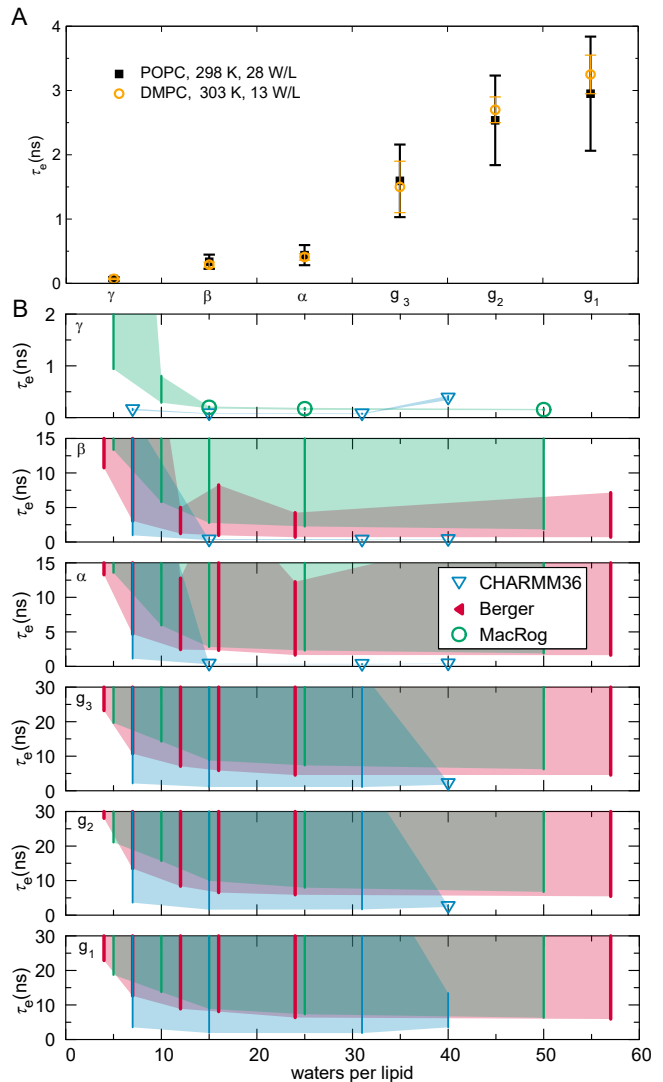 A
4
3
2
1
0
τe(ns)
POPC, 298 K, 28 W/L
DMPC, 303 K, 13 W/L
γ β α g3 g2 g1
B
γ
2
1
0
τe(ns)
β
15
10
5
0
τe(ns)
α
15
10
5
0
τe(ns)
CHARMM36
Berger
MacRog
g3
30
20
10
0
τe(ns)
g2
30
20
10
0
τe(ns)
g1
30
20
10
0
τe(ns)
0 10 20 30 40 50 60
waters per lipid